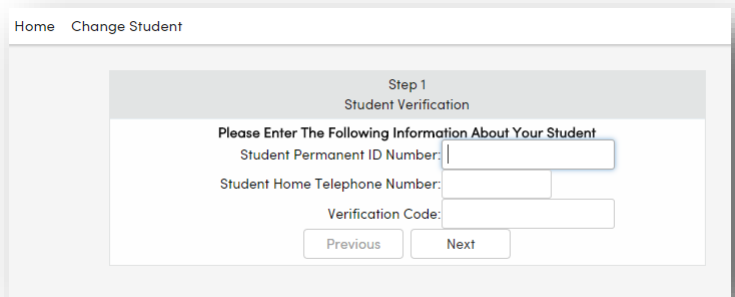 Home Change Student
Step 1
Student Verification
Please Enter The Following Information About Your Student
Student Permanent ID Number:
Student Home Telephone Number:
Verification Code:
Previous Next